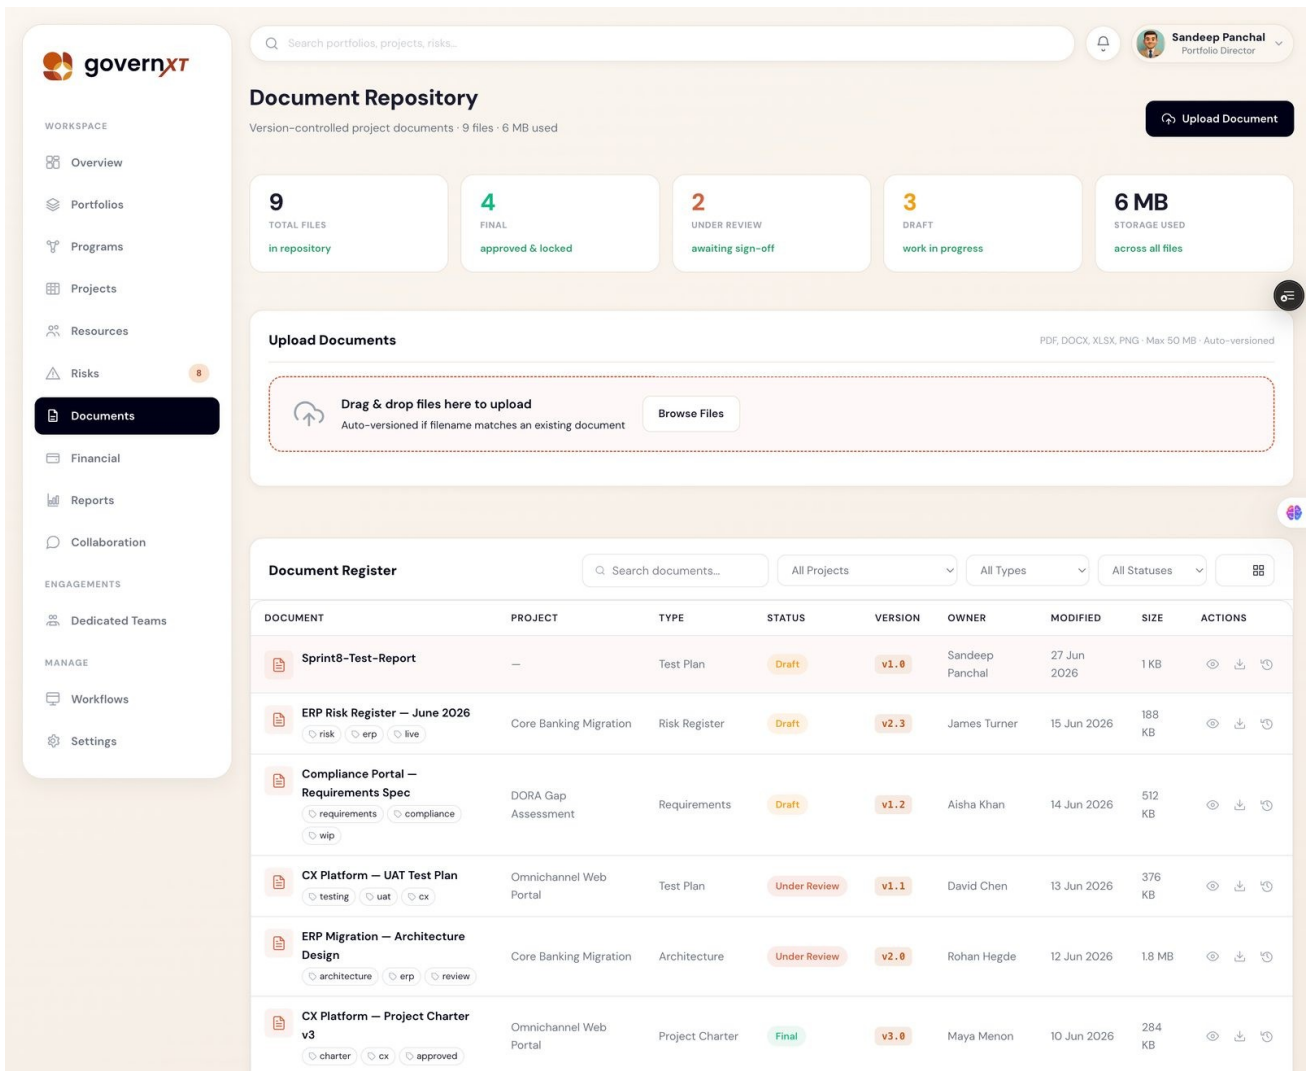 governXT
WORKSPACE
Overview
Portfolios
Programs
Projects
Resources
Risks 8
Documents
Financial
Reports
Collaboration
ENGAGEMENTS
Dedicated Teams
MANAGE
Workflows
Settings
Search portfolios, projects, risks...
Sandeep Panchal
Portfolio Director
Document Repository
Version-controlled project documents · 9 files · 6 MB used
Upload Document
9
TOTAL FILES
in repository
4
FINAL
approved & locked
2
UNDER REVIEW
awaiting sign-off
3
DRAFT
work in progress
6 MB
STORAGE USED
across all files
Upload Documents
PDF, DOCX, XLSX, PNG · Max 50 MB · Auto-versioned
Drag & drop files here to upload
Auto-versioned if filename matches an existing document
Browse Files
Document Register
Search documents...
All Projects
All Types
All Statuses
DOCUMENT PROJECT TYPE STATUS VERSION OWNER MODIFIED SIZE ACTIONS
Sprint8-Test-Report
—
Test Plan
Draft
v1.0
Sandeep
Panchal
27 Jun
2026
1 KB
ERP Risk Register — June 2026
risk erp live
Core Banking Migration
Risk Register
Draft
v2.3
James Turner
15 Jun 2026
188
KB
Compliance Portal —
Requirements Spec
requirements compliance
wip
DORA Gap
Assessment
Requirements
Draft
v1.2
Aisha Khan
14 Jun 2026
512
KB
CX Platform — UAT Test Plan
testing uat cx
Omnichannel Web
Portal
Test Plan
Under Review
v1.1
David Chen
13 Jun 2026
376
KB
ERP Migration — Architecture
Design
architecture erp review
Core Banking Migration
Architecture
Under Review
v2.0
Rohan Hegde
12 Jun 2026
1.8 MB
CX Platform — Project Charter
v3
charter cx approved
Omnichannel Web
Portal
Project Charter
Final
v3.0
Maya Menon
10 Jun 2026
284
KB